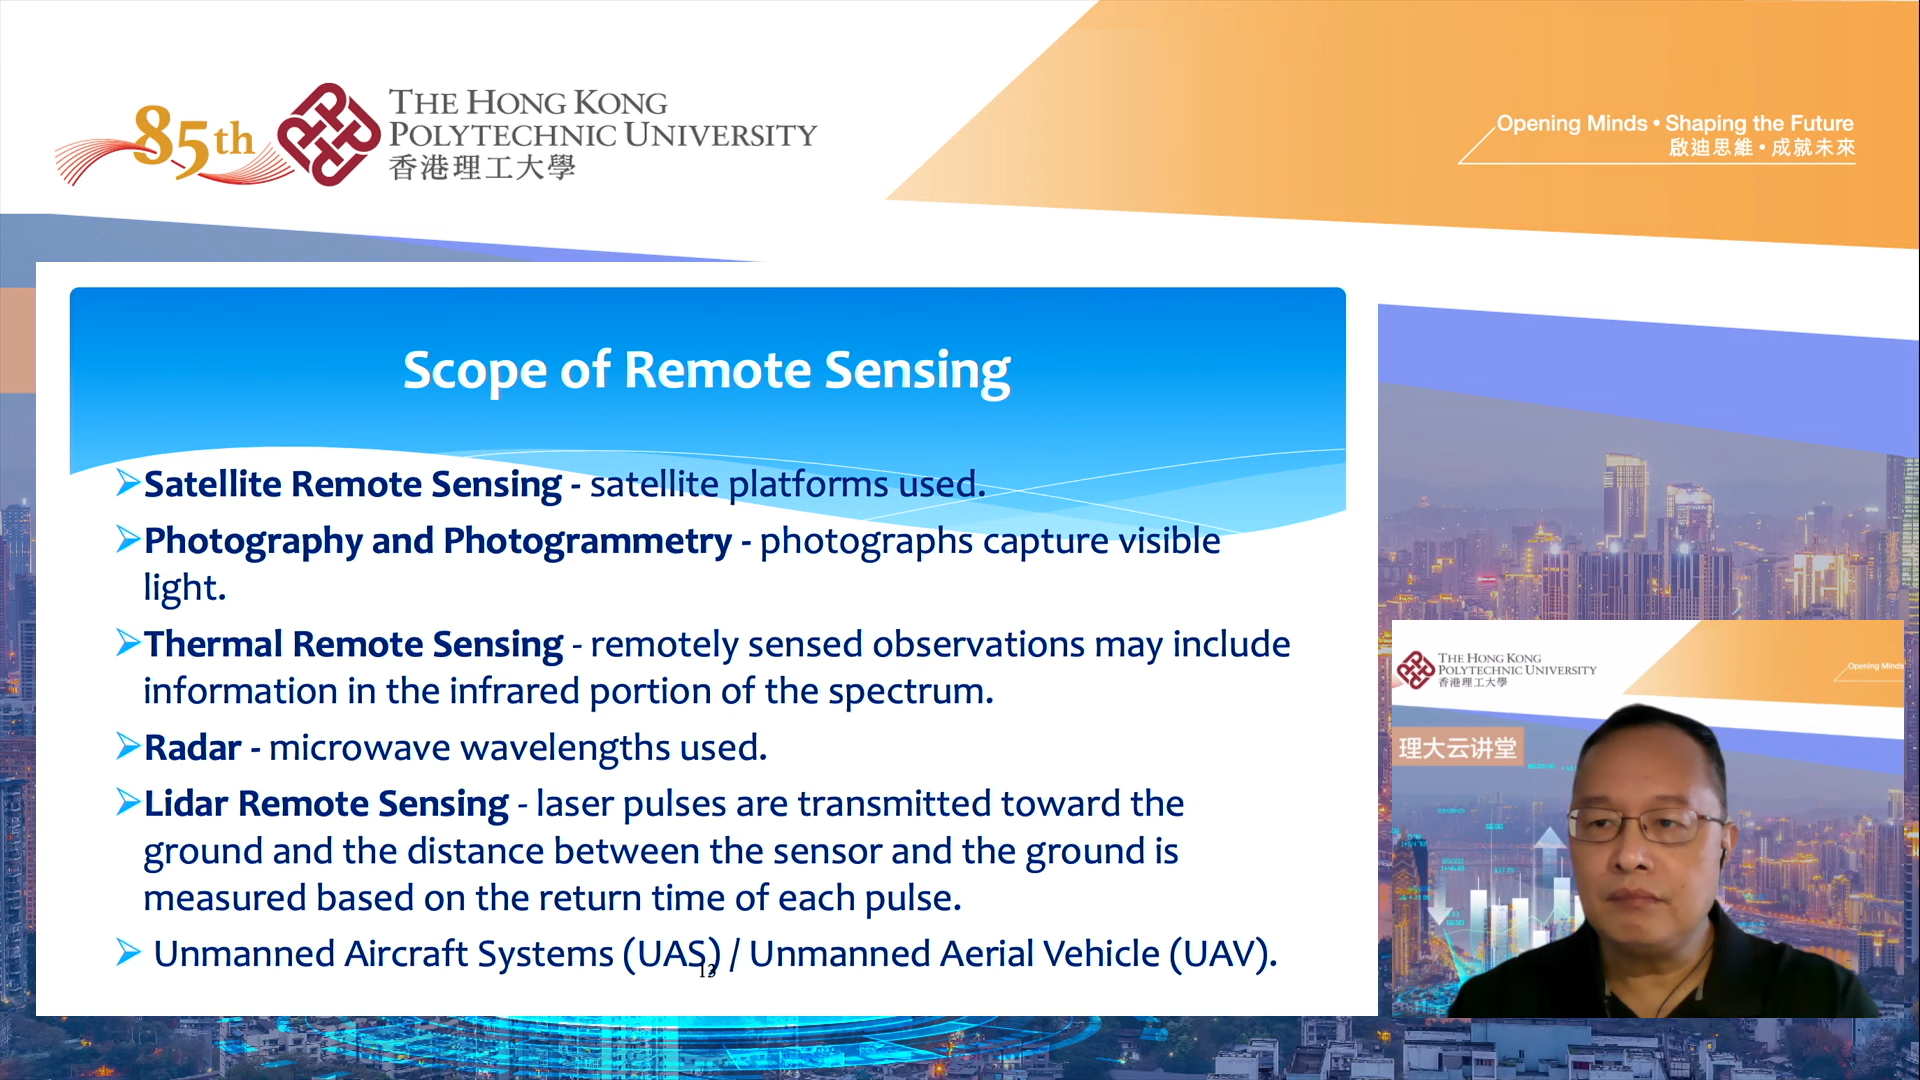 85th
THE HONG KONG
POLYTECHNIC UNIVERSITY
香港理工大學
Opening Minds • Shaping the Future
啟迪思維 • 成就未來
Scope of Remote Sensing
Satellite Remote Sensing - satellite platforms used.
Photography and Photogrammetry - photographs capture visible
light.
Thermal Remote Sensing - remotely sensed observations may include
information in the infrared portion of the spectrum.
Radar - microwave wavelengths used.
Lidar Remote Sensing - laser pulses are transmitted toward the
ground and the distance between the sensor and the ground is
measured based on the return time of each pulse.
Unmanned Aircraft Systems (UAS) / Unmanned Aerial Vehicle (UAV).
13
THE HONG KONG
POLYTECHNIC UNIVERSITY
香港理工大學
Opening Minds
理大云讲堂